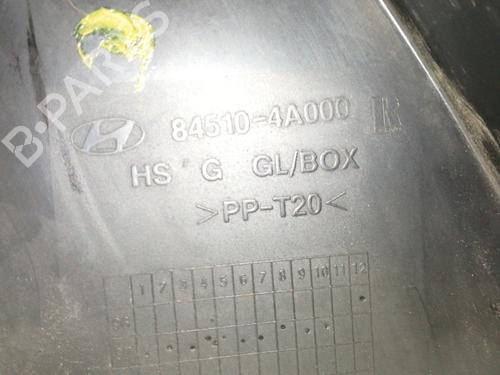 B-PARTS
84510-4A000
HS G GL/BOX
>PP-T20<
1 2 3 4 5 6 7 8 9 10 11 12